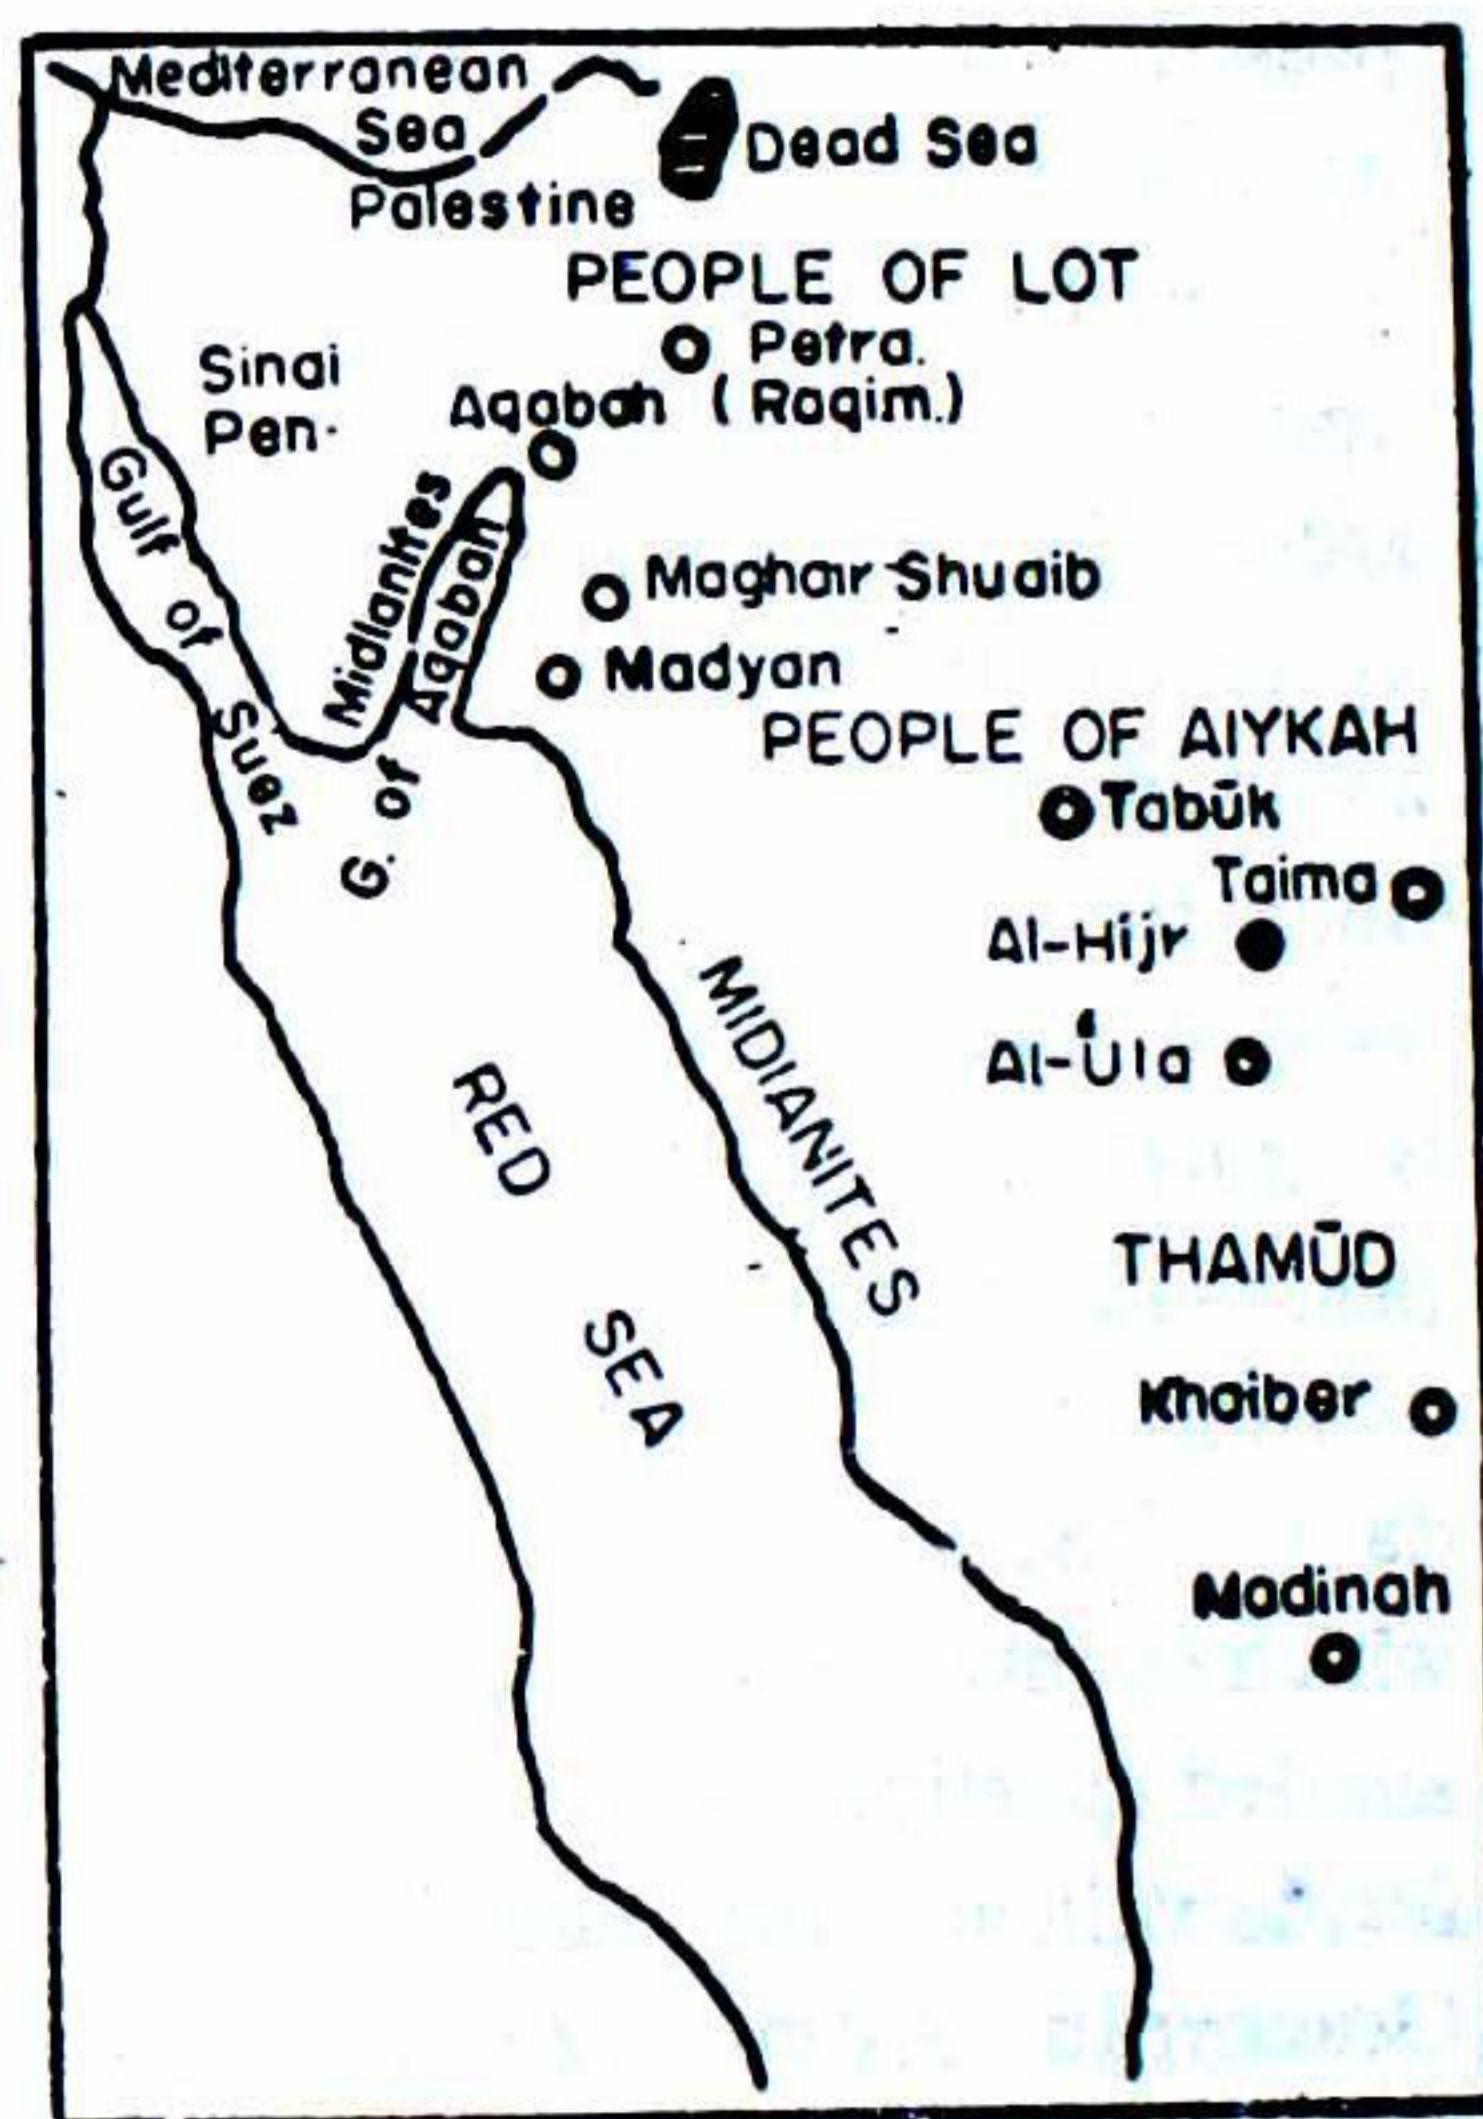 Mediterranean
Sea
Dead Sea
Palestine
PEOPLE OF LOT
Petra.
(Raqim.)
Sinai
Pen.
Aqabah
Gulf of Suez
Midianites
G. of Aqabah
Maghair Shuaib
Madyan
PEOPLE OF AIYKAH
Tabūk
Taima
Al-Hijr
Al-'Ula
MIDIANITES
RED SEA
THAMŪD
Khaiber
Madinah